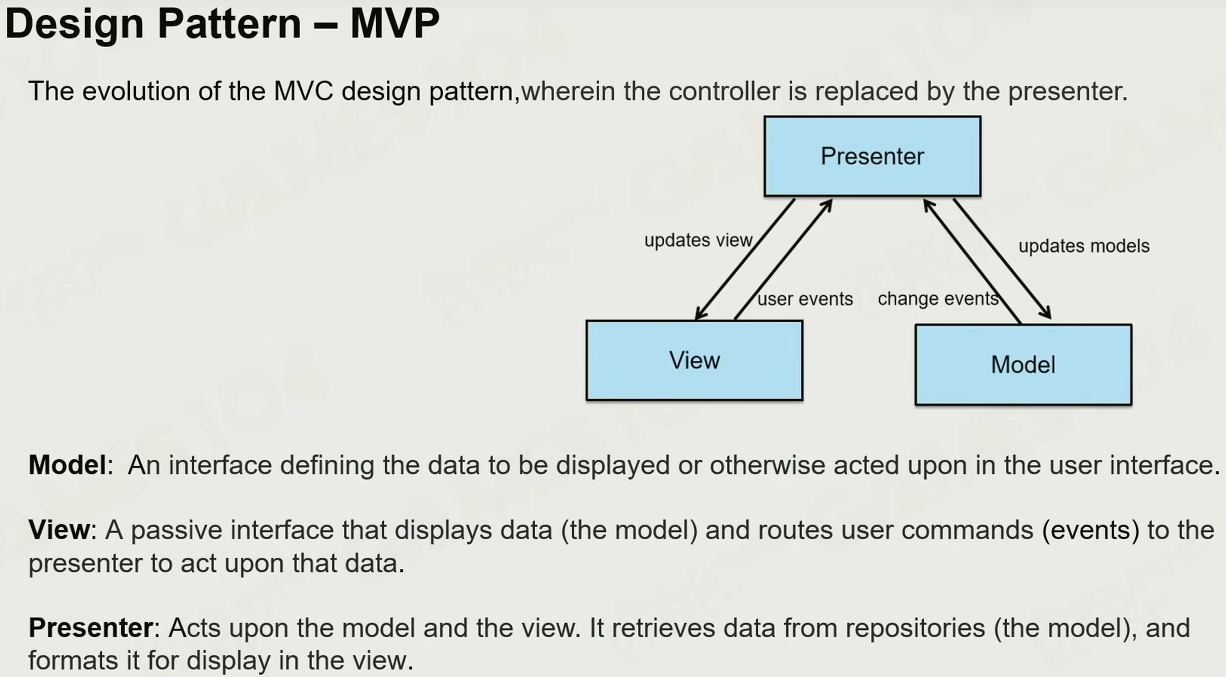 Design Pattern – MVP
The evolution of the MVC design pattern,wherein the controller is replaced by the presenter.
Presenter
updates view
updates models
user events
change events
View
Model
Model:  An interface defining the data to be displayed or otherwise acted upon in the user interface.
View: A passive interface that displays data (the model) and routes user commands (events) to the
presenter to act upon that data.
Presenter: Acts upon the model and the view. It retrieves data from repositories (the model), and
formats it for display in the view.
GAMES104